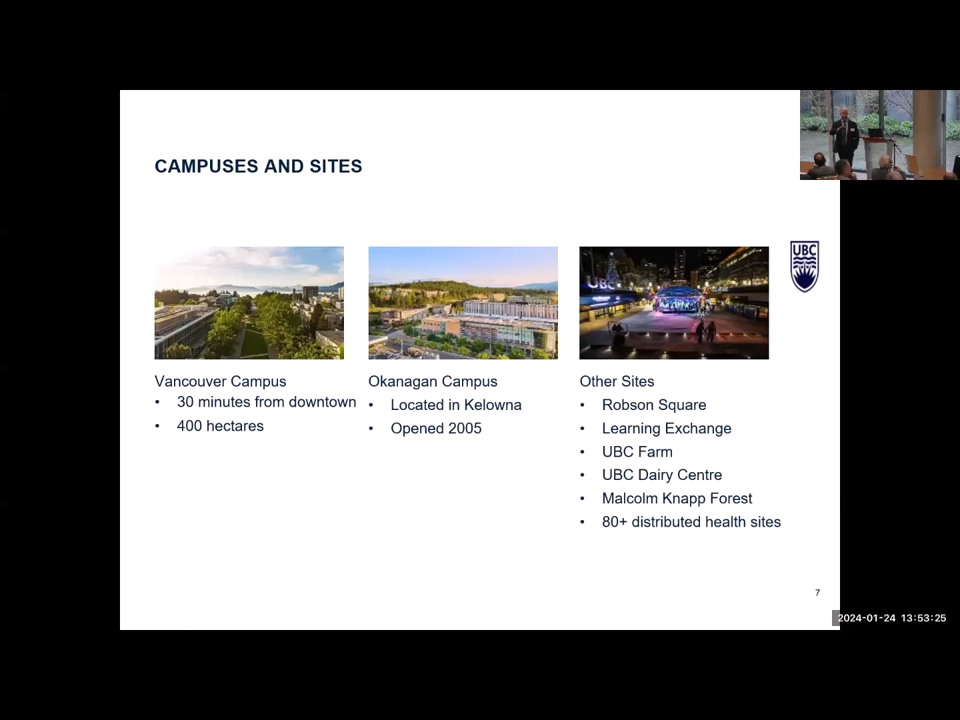 CAMPUSES AND SITES
UBC
UBC
Vancouver Campus
• 30 minutes from downtown
• 400 hectares
Okanagan Campus
• Located in Kelowna
• Opened 2005
Other Sites
• Robson Square
• Learning Exchange
• UBC Farm
• UBC Dairy Centre
• Malcolm Knapp Forest
• 80+ distributed health sites
7
2024-01-24 13:53:25